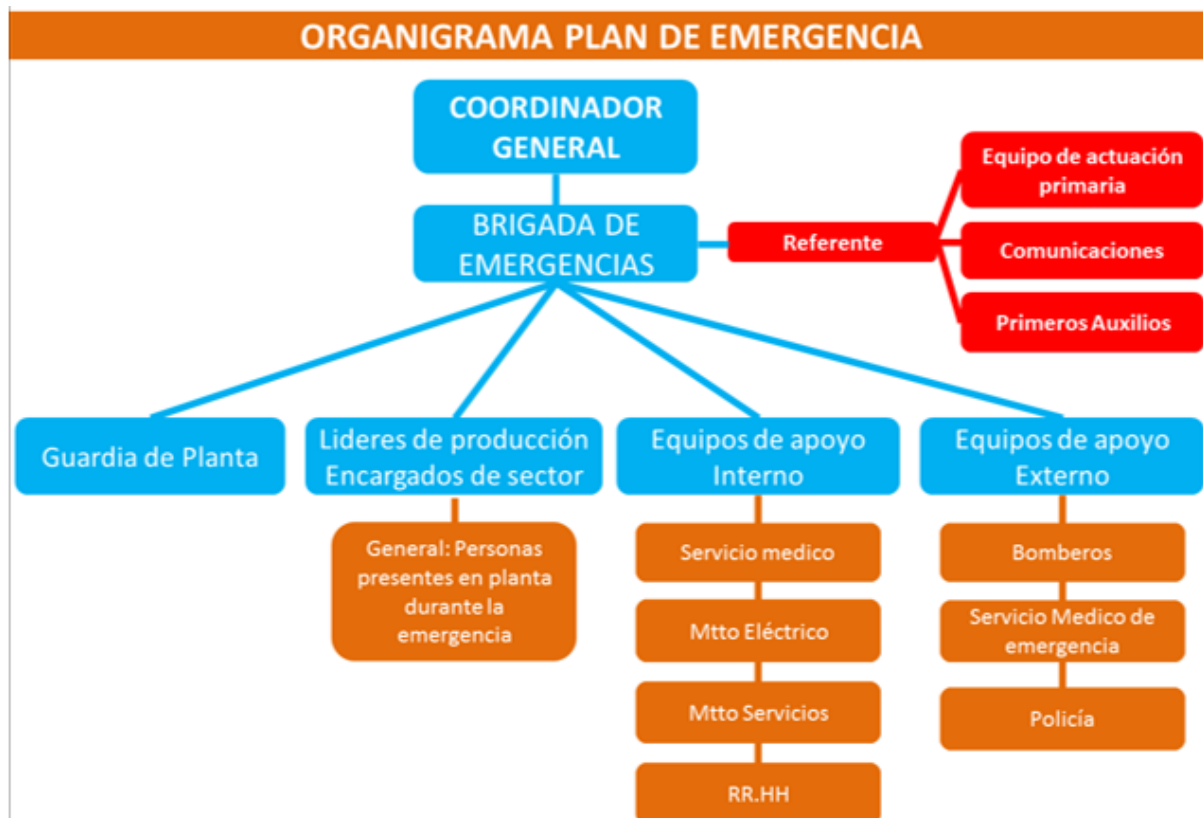 ORGANIGRAMA PLAN DE EMERGENCIA
COORDINADOR
GENERAL
BRIGADA DE
EMERGENCIAS
Referente
Equipo de actuación
primaria
Comunicaciones
Primeros Auxilios
Guardia de Planta
Lideres de producción
Encargados de sector
General: Personas
presentes en planta
durante la
emergencia
Equipos de apoyo
Interno
Servicio medico
Mtto Eléctrico
Mtto Servicios
RR.HH
Equipos de apoyo
Externo
Bomberos
Servicio Medico de
emergencia
Policía